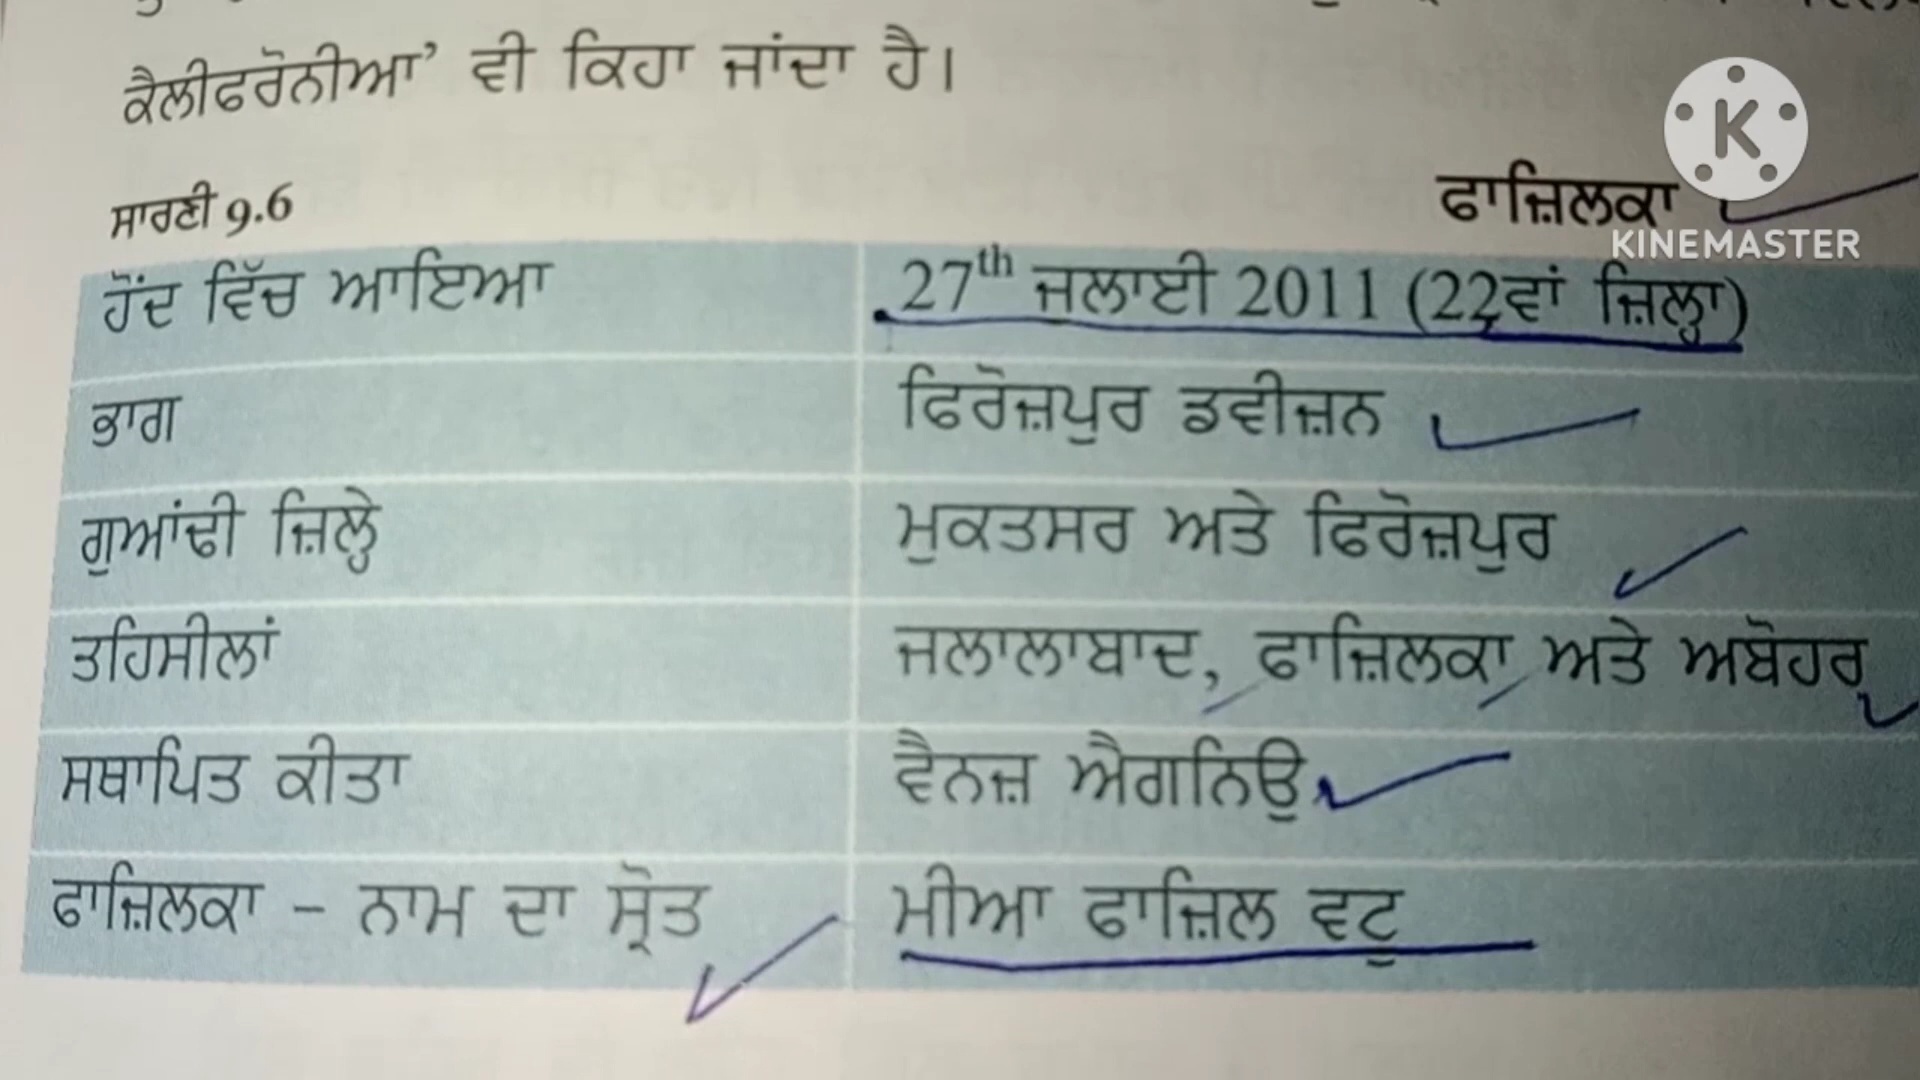 ਕੈਲੀਫਰੋਨੀਆ’ ਵੀ ਕਿਹਾ ਜਾਂਦਾ ਹੈ।
ਸਾਰਣੀ 9.6 ਫਾਜ਼ਿਲਕਾ
K
KINEMASTER
ਹੋਂਦ ਵਿੱਚ ਆਇਆ 27th ਜਲਾਈ 2011 (22ਵਾਂ ਜ਼ਿਲ੍ਹਾ)
ਭਾਗ ਫਿਰੋਜ਼ਪੁਰ ਡਵੀਜ਼ਨ
ਗੁਆਂਢੀ ਜ਼ਿਲ੍ਹੇ ਮੁਕਤਸਰ ਅਤੇ ਫਿਰੋਜ਼ਪੁਰ
ਤਹਿਸੀਲਾਂ ਜਲਾਲਾਬਾਦ, ਫਾਜ਼ਿਲਕਾ ਅਤੇ ਅਬੋਹਰ
ਸਥਾਪਿਤ ਕੀਤਾ ਵੈਨਜ਼ ਐਗਨਿਊ
ਫਾਜ਼ਿਲਕਾ – ਨਾਮ ਦਾ ਸ੍ਰੋਤ ਮੀਆ ਫਾਜ਼ਿਲ ਵਟੂ